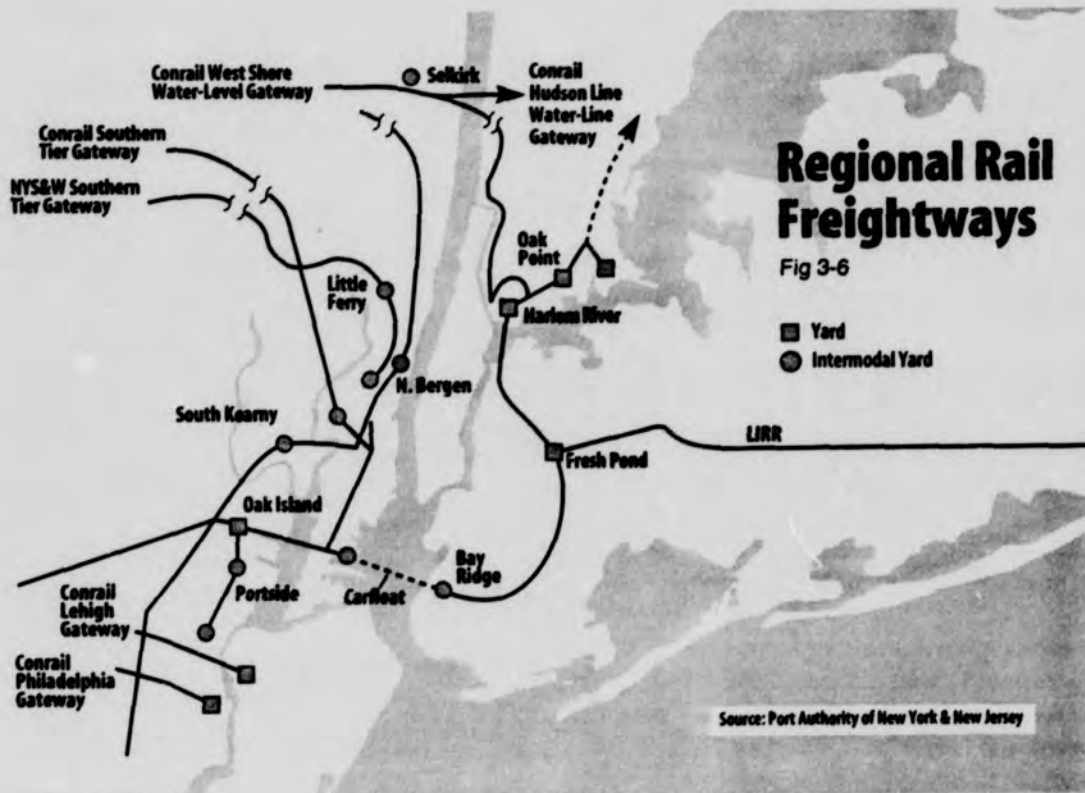 Conrail West Shore
Water-Level Gateway
Selkirk
Conrail
Hudson Line
Water-Line
Gateway
Conrail Southern
Tier Gateway
NYS&W Southern
Tier Gateway
Regional Rail
Freightways
Fig 3-6
Yard
Intermodal Yard
Oak
Point
Little
Ferry
Harlem River
N. Bergen
South Kearny
LIRR
Fresh Pond
Oak Island
Bay
Ridge
Portside
Carfloat
Conrail
Lehigh
Gateway
Conrail
Philadelphia
Gateway
Source: Port Authority of New York & New Jersey